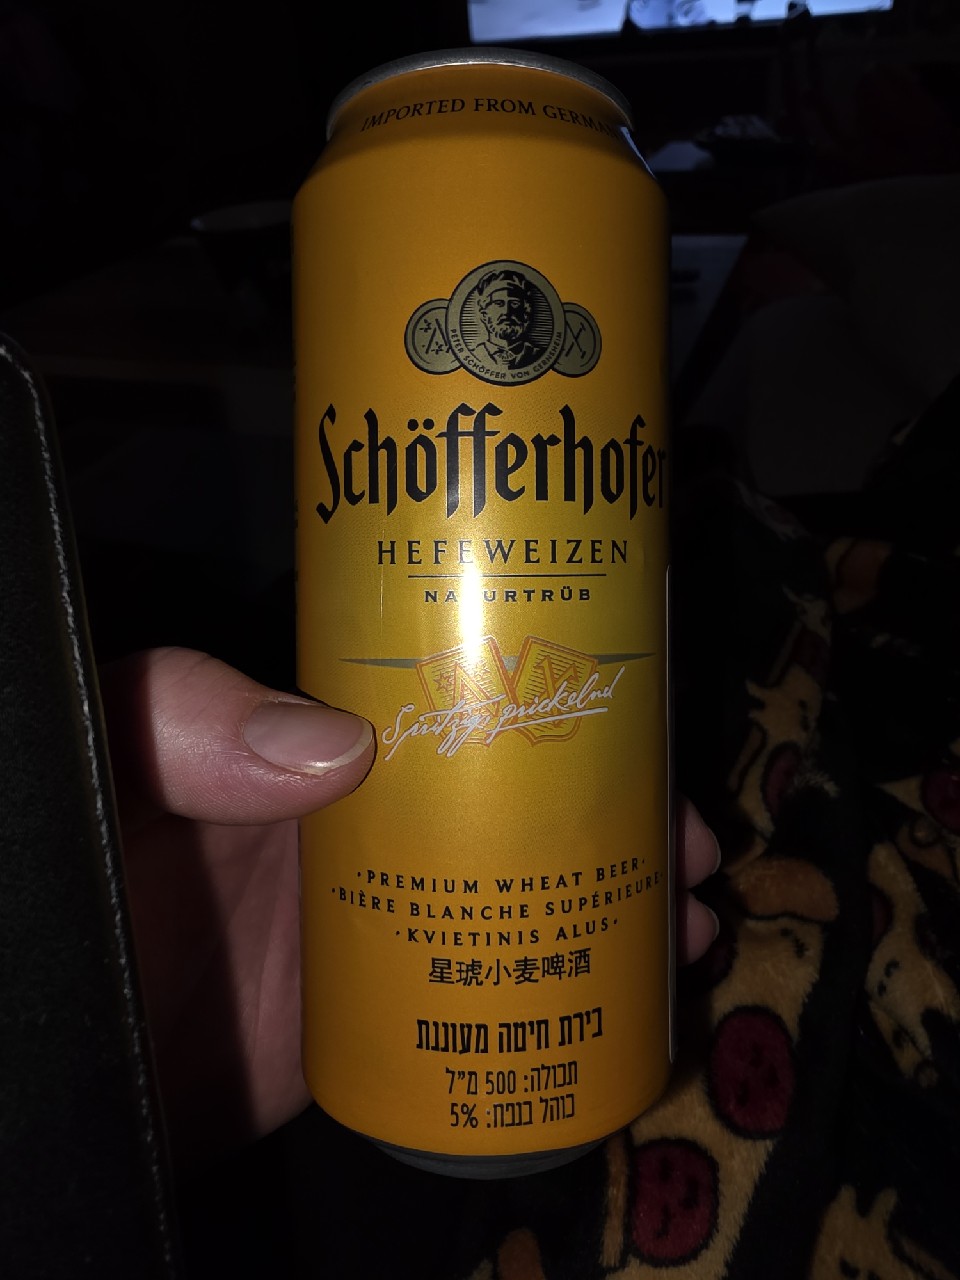 IMPORTED FROM GERMA
PETER SCHÖFFER VON GERNSHEIM
Schöfferhofer
HEFEWEIZEN
NATURTRÜB
Spritzig prickelnd
·PREMIUM WHEAT BEER·
·BIÈRE BLANCHE SUPÉRIEURE·
·KVIETINIS ALUS·
星琥小麦啤酒
בירת חיטה מעוננת
תכולה: 500 מ"ל
כוהל בנפח: 5%